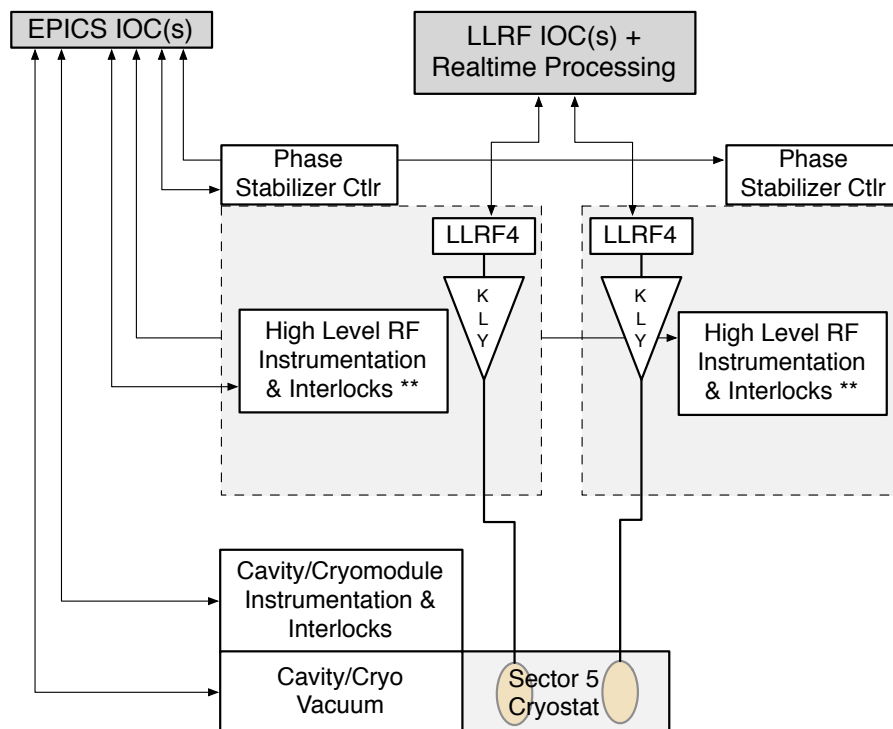 EPICS IOC(s)
LLRF IOC(s) +
Realtime Processing
Phase
Stabilizer Ctlr
Phase
Stabilizer Ctlr
LLRF4
LLRF4
K
L
Y
K
L
Y
High Level RF
Instrumentation
& Interlocks **
High Level RF
Instrumentation
& Interlocks **
Cavity/Cryomodule
Instrumentation &
Interlocks
Cavity/Cryo
Vacuum
Sector 5
Cryostat